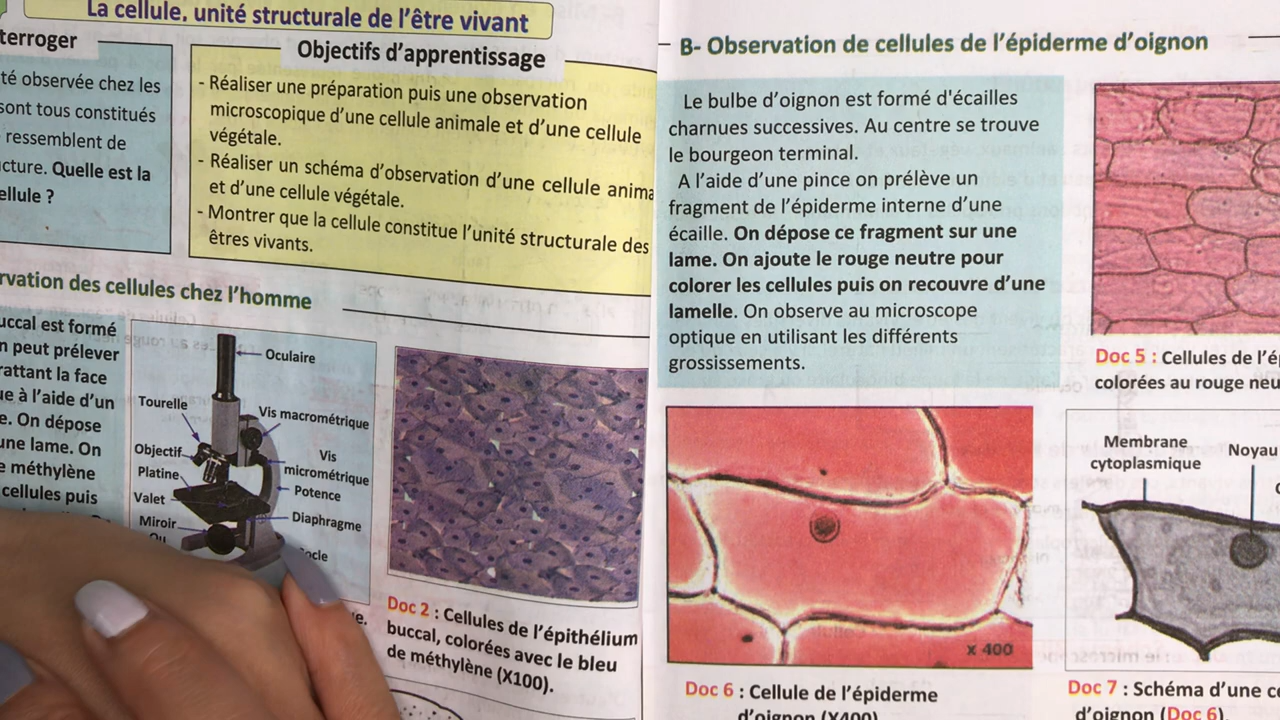 La cellule, unité structurale de l'être vivant
Objectifs d'apprentissage
té observée chez les
sont tous constitués
ressemblent de
cture. Quelle est la
ellule ?
- Réaliser une préparation puis une observation
microscopique d'une cellule animale et d'une cellule
végétale.
- Réaliser un schéma d'observation d'une cellule anima
et d'une cellule végétale.
- Montrer que la cellule constitue l'unité structurale des
êtres vivants.
rvation des cellules chez l'homme
uccal est formé
n peut prélever
rattant la face
ue à l'aide d'un
e. On dépose
une lame. On
e méthylène
cellules puis
Oculaire
Tourelle
Vis macrométrique
Objectif
Vis
micrométrique
Platine
Potence
Valet
Diaphragme
Miroir
Ou
ocle
e.
Doc 2 : Cellules de l'épithélium
buccal, colorées avec le bleu
de méthylène (X100).
B- Observation de cellules de l'épiderme d'oignon
Le bulbe d'oignon est formé d'écailles
charnues successives. Au centre se trouve
le bourgeon terminal.
A l'aide d'une pince on prélève un
fragment de l'épiderme interne d'une
écaille. On dépose ce fragment sur une
lame. On ajoute le rouge neutre pour
colorer les cellules puis on recouvre d'une
lamelle. On observe au microscope
optique en utilisant les différents
grossissements.
Doc 5 : Cellules de l'é
colorées au rouge neu
x 400
Doc 6 : Cellule de l'épiderme
d'oignon (X400)
Membrane
cytoplasmique
Noyau
Doc 7 : Schéma d'une c
d'oignon (Doc 6)